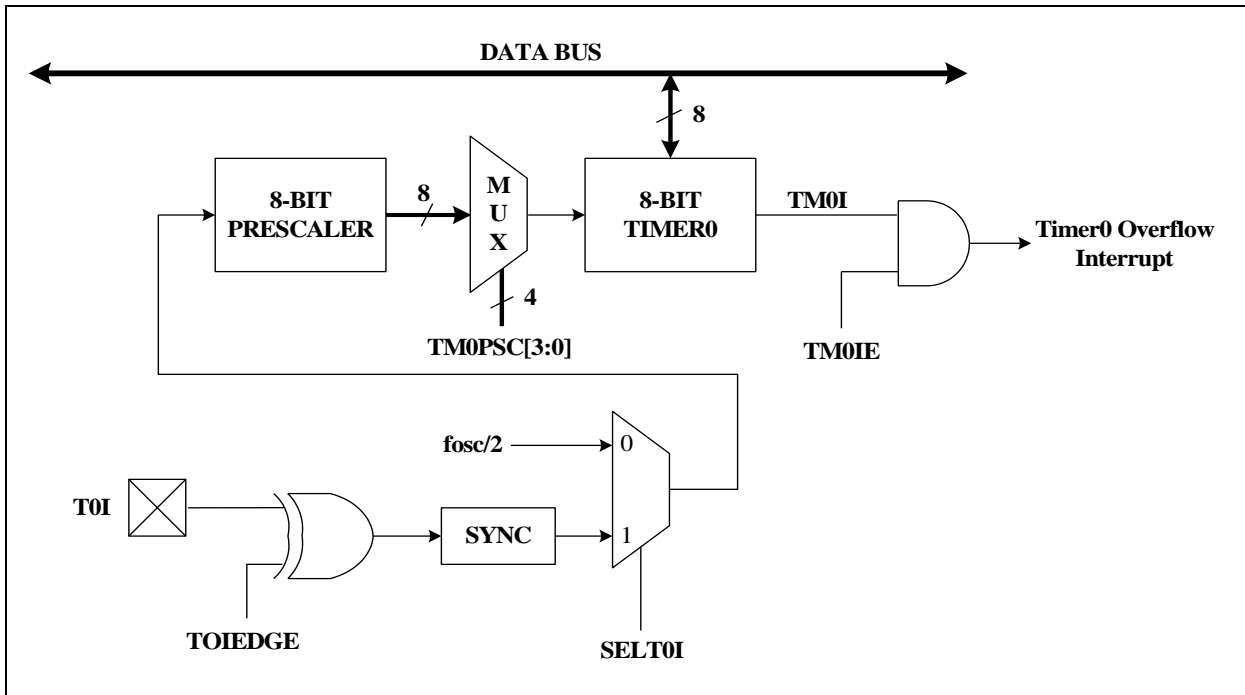 DATA BUS
8
8-BIT
PRESCALER
8
M
U
X
8-BIT
TIMER0
TM0I
Timer0 Overflow
Interrupt
4
TM0PSC[3:0]
TM0IE
fosc/2
0
T0I
SYNC
1
TOIEDGE
SELT0I